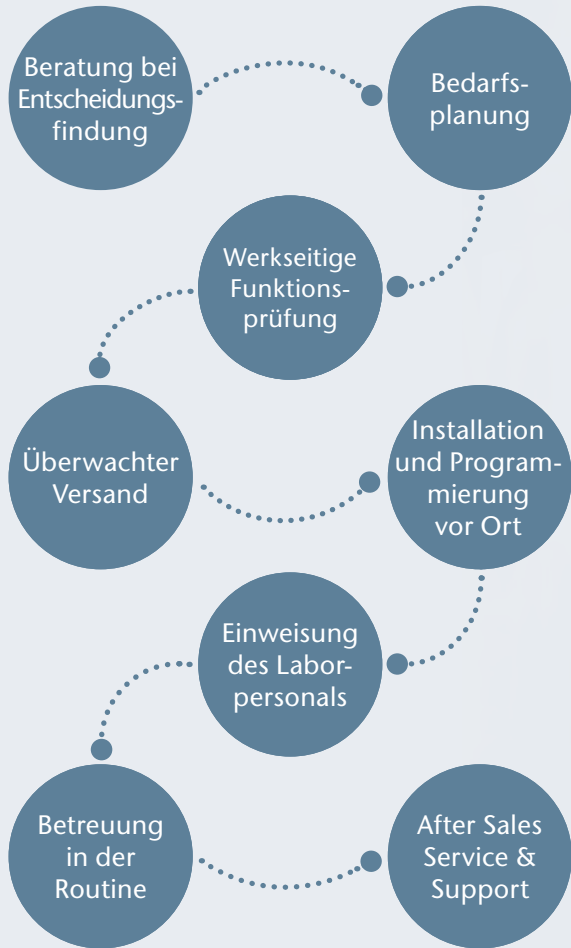 Beratung bei
Entscheidungs-
findung
Bedarfs-
planung
Werkseitige
Funktions-
prüfung
Überwachter
Versand
Installation
und Program-
mierung
vor Ort
Einweisung
des Labor-
personals
Betreuung
in der
Routine
After Sales
Service &
Support